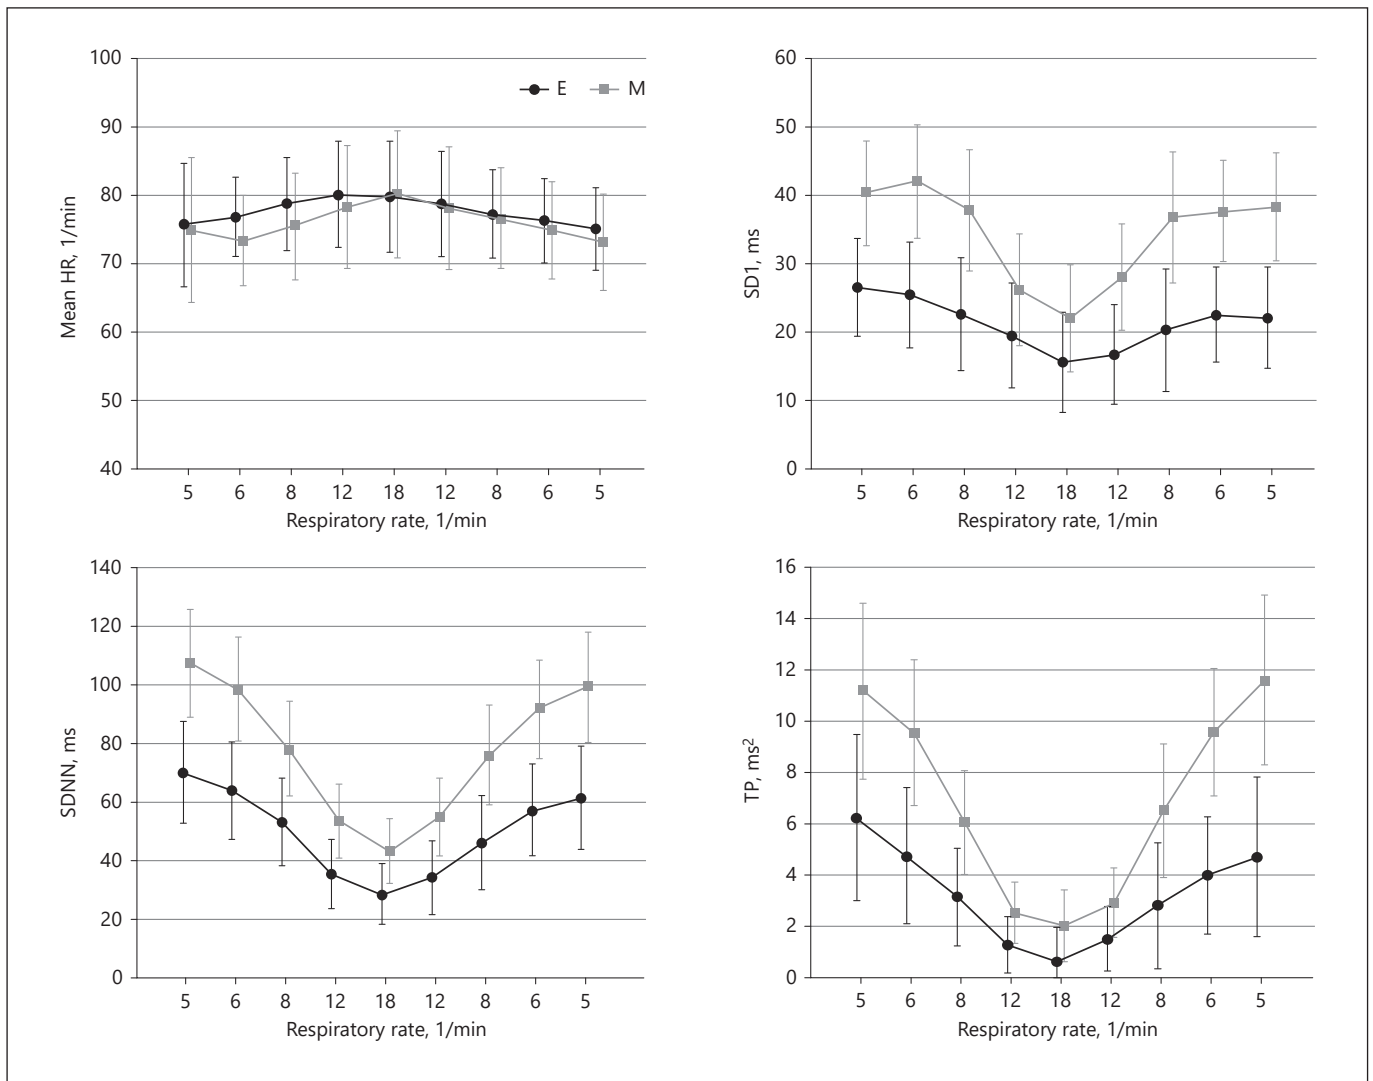 100
90
80
70
60
50
40
Mean HR, 1/min
E M
5 6 8 12 18 12 8 6 5
Respiratory rate, 1/min
60
50
40
30
20
10
0
SD1, ms
5 6 8 12 18 12 8 6 5
Respiratory rate, 1/min
140
120
100
80
60
40
20
0
SDNN, ms
5 6 8 12 18 12 8 6 5
Respiratory rate, 1/min
16
14
12
10
8
6
4
2
0
TP, ms²
5 6 8 12 18 12 8 6 5
Respiratory rate, 1/min